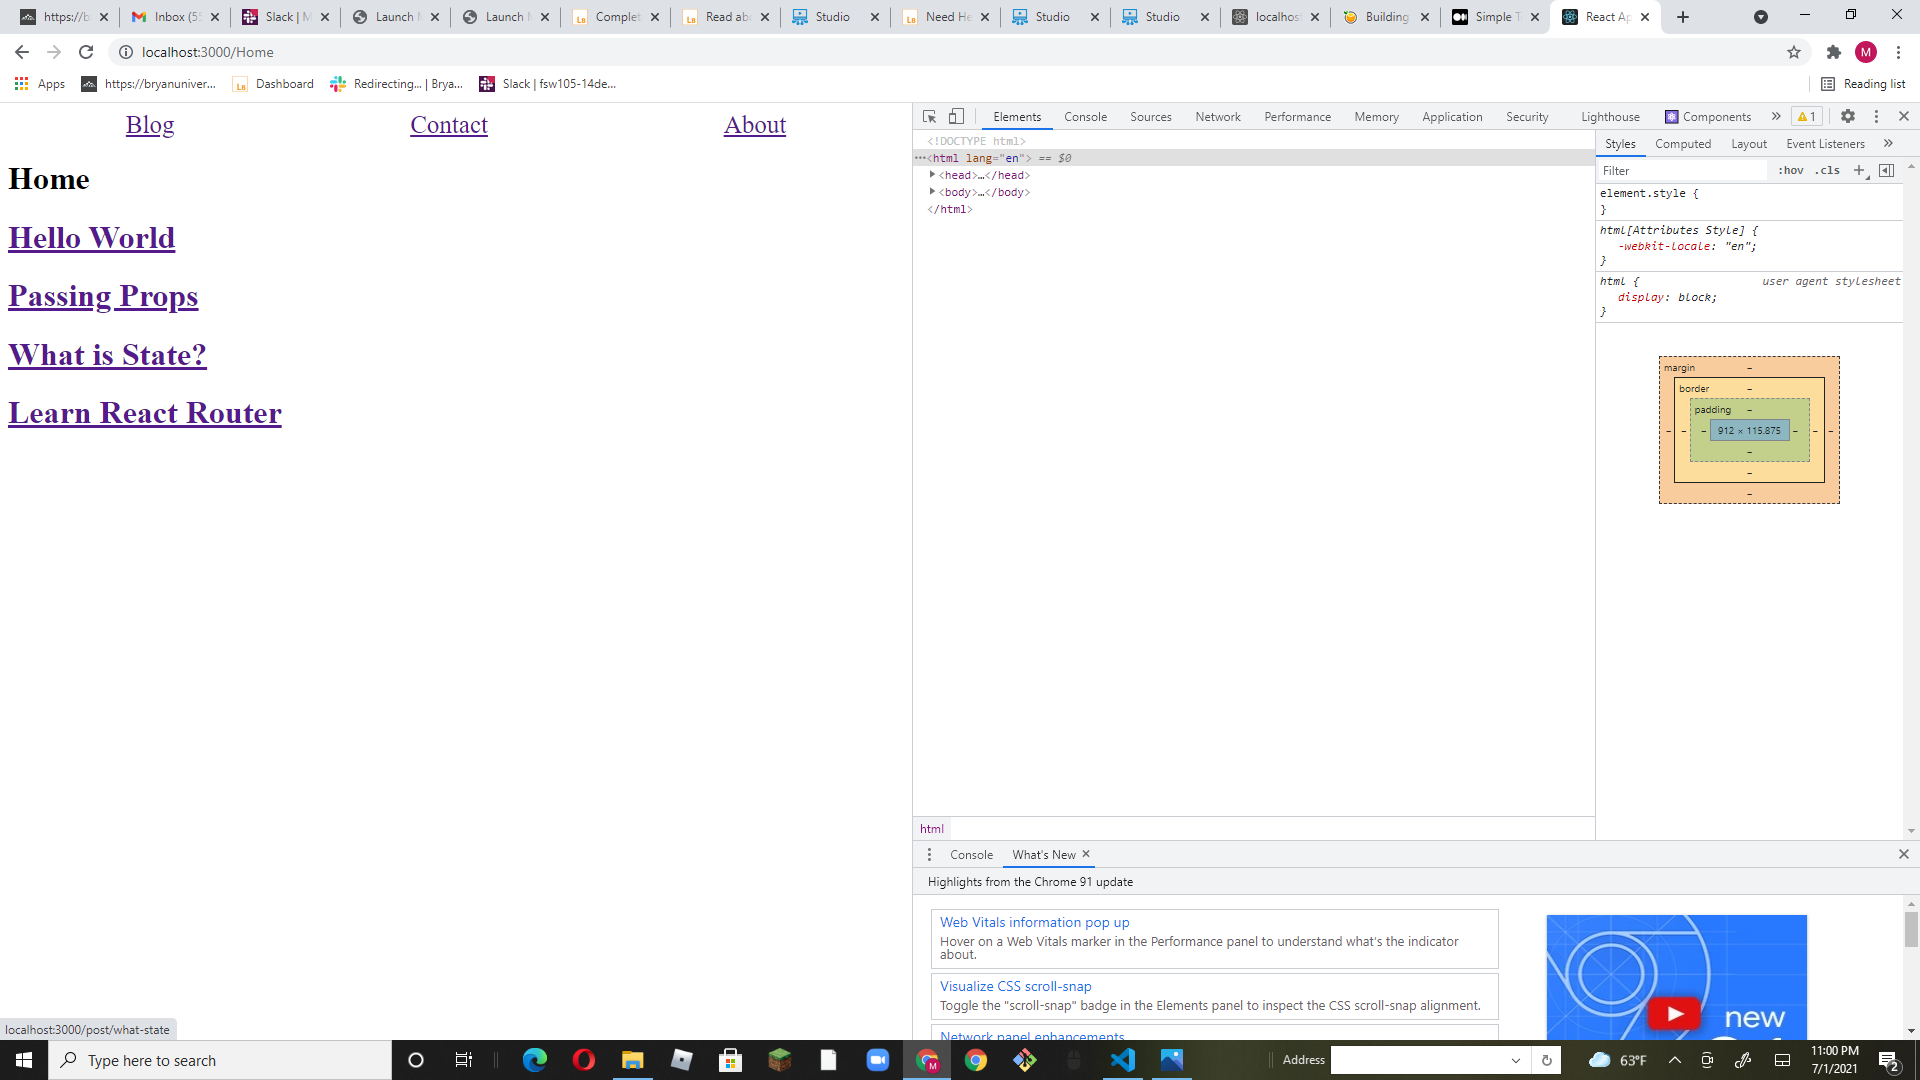 https://b
Inbox (55
Slack | M
Launch
Launch
Complet
Read abo
Studio
Need He
Studio
Studio
localhost
Building
Simple T
React Ap
localhost:3000/Home
M
Apps
https://bryanuniver...
Dashboard
Redirecting... | Brya...
Slack | fsw105-14de...
Reading list
Blog
Contact
About
Home
Hello World
Passing Props
What is State?
Learn React Router
localhost:3000/post/what-state
Elements
Console
Sources
Network
Performance
Memory
Application
Security
Lighthouse
Components
»
1
<!DOCTYPE html>
···<html lang="en"> == $0
<head>…</head>
<body>…</body>
</html>
html
Styles
Computed
Layout
Event Listeners
»
Filter
:hov
.cls
+
element.style {
}
html[Attributes Style] {
-webkit-locale: "en";
}
html {
user agent stylesheet
display: block;
}
margin
–
border
–
padding
–
– – – 912 × 115.875 – – –
–
–
–
Console
What's New
Highlights from the Chrome 91 update
Web Vitals information pop up
Hover on a Web Vitals marker in the Performance panel to understand what's the indicator
about.
Visualize CSS scroll-snap
Toggle the "scroll-snap" badge in the Elements panel to inspect the CSS scroll-snap alignment.
Network panel enhancements
new
Type here to search
Address
63°F
11:00 PM
7/1/2021
2